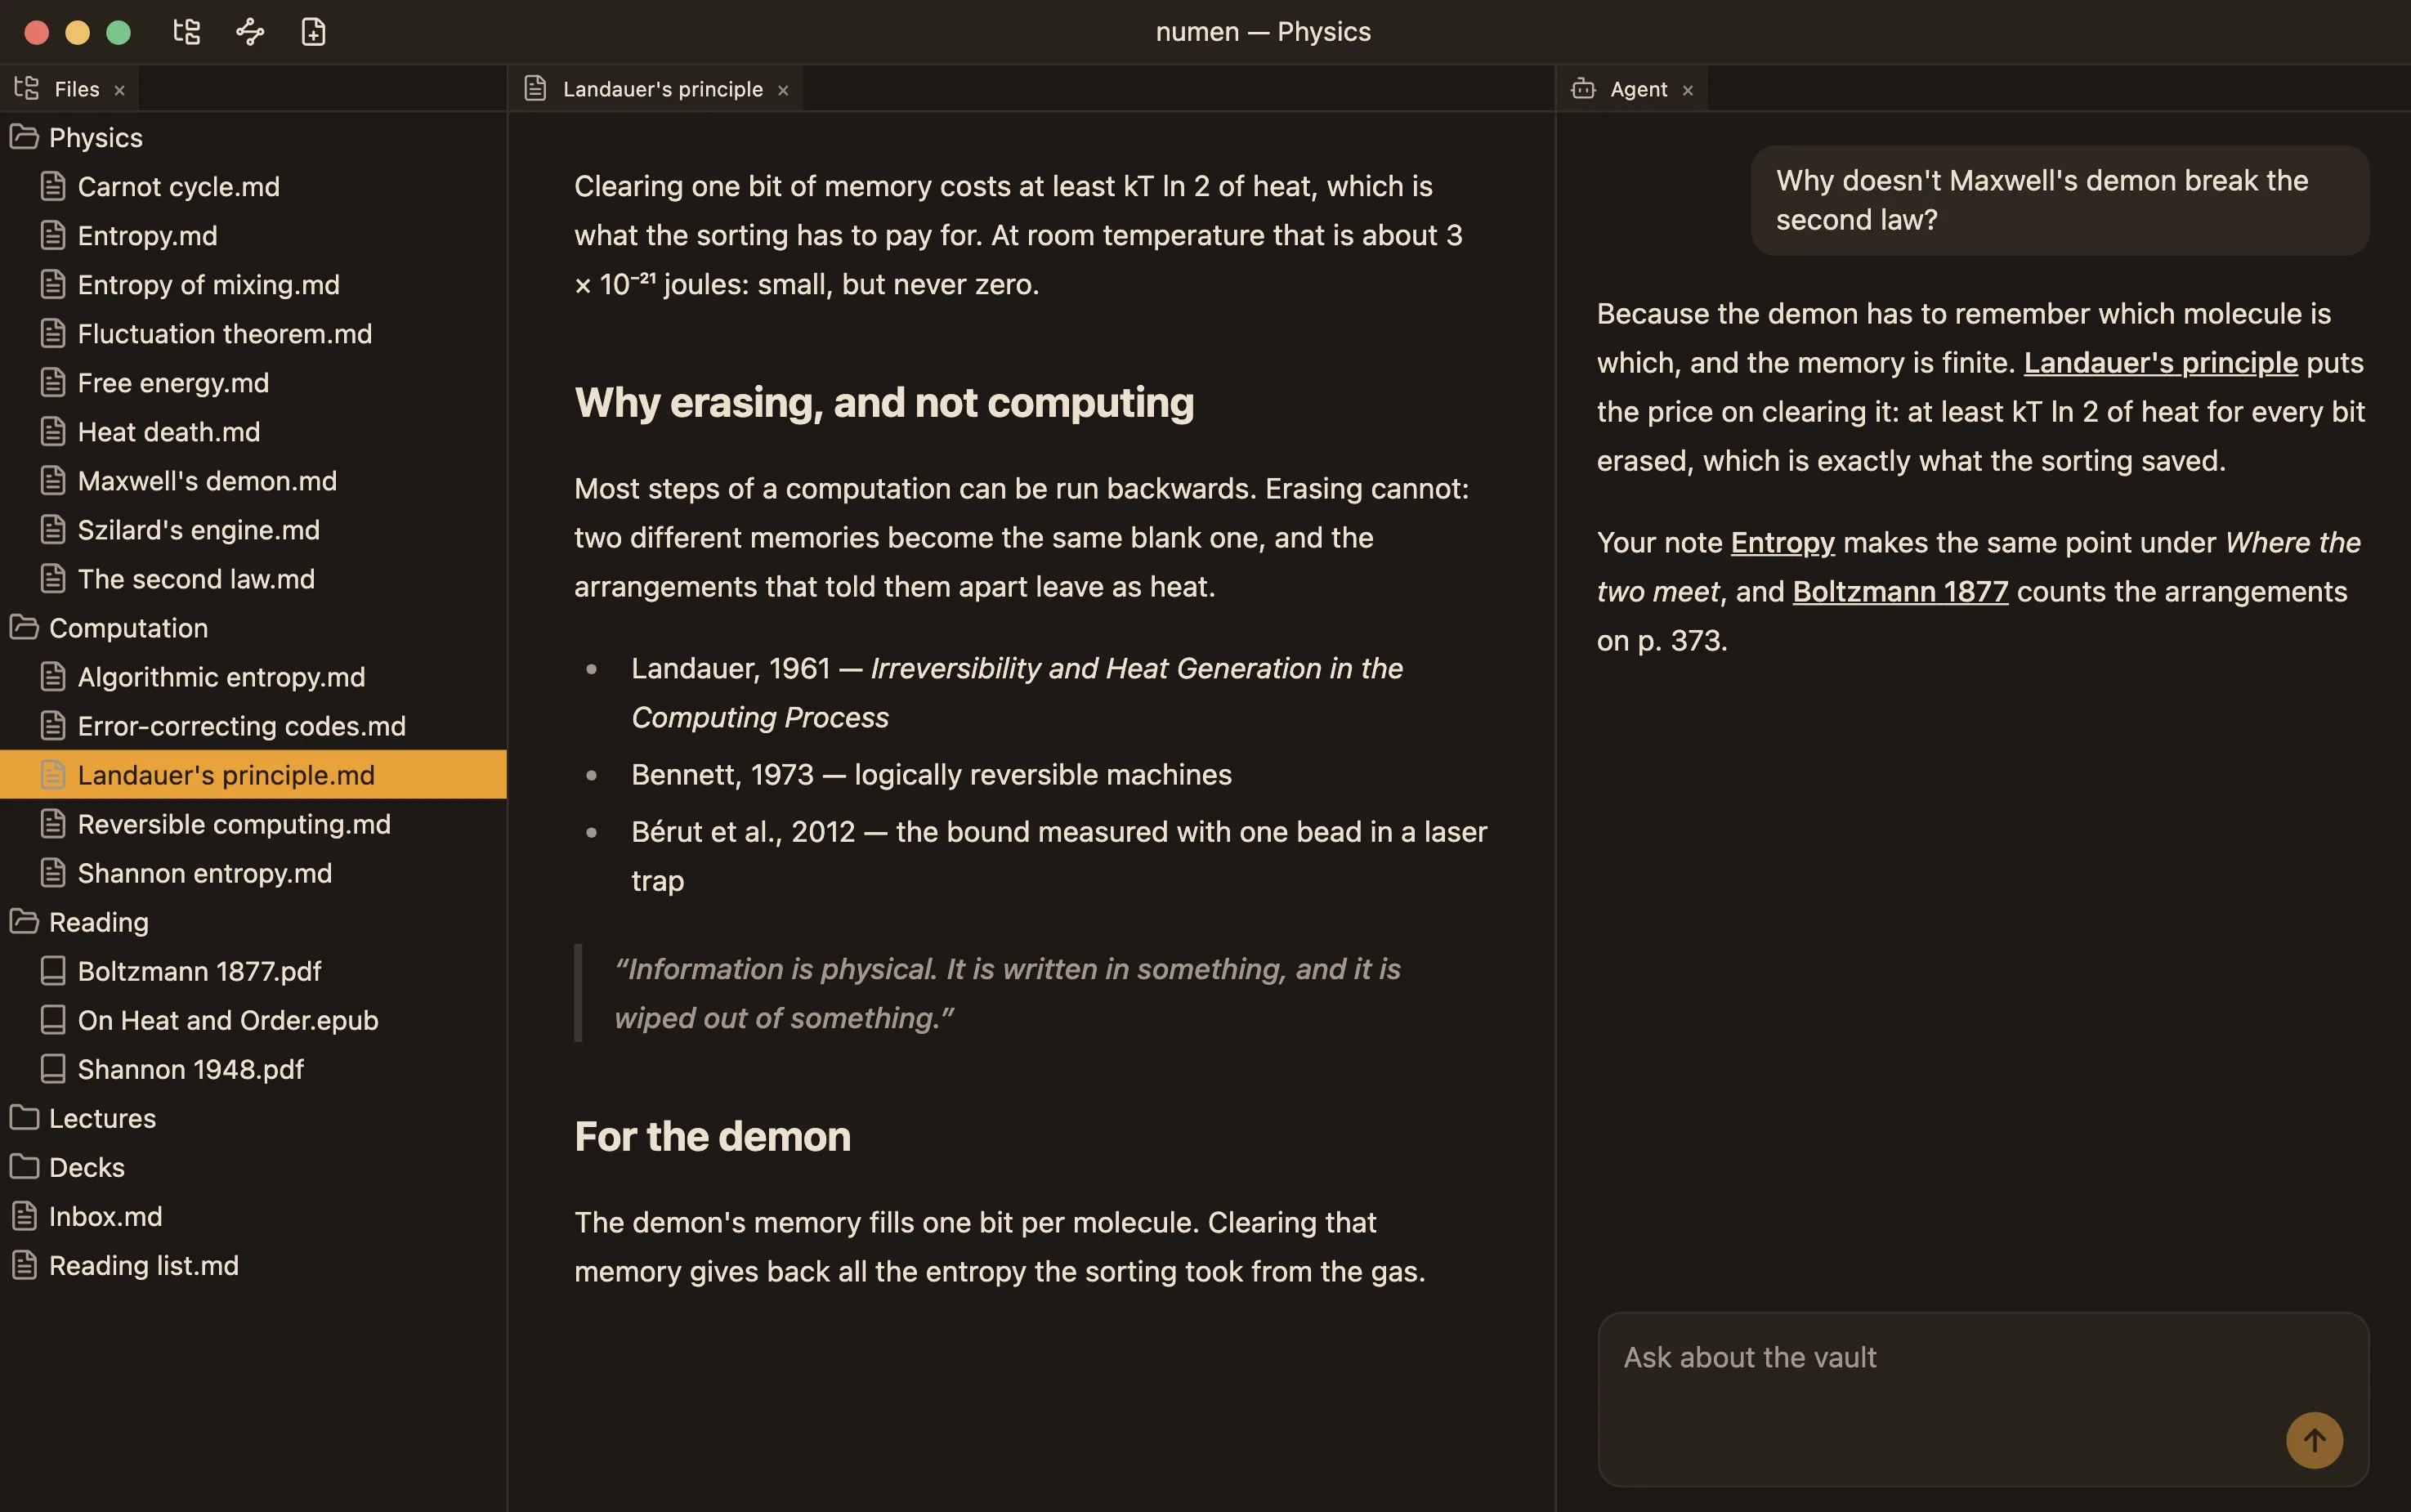 numen — Physics
Files ×
Physics
Carnot cycle.md
Entropy.md
Entropy of mixing.md
Fluctuation theorem.md
Free energy.md
Heat death.md
Maxwell's demon.md
Szilard's engine.md
The second law.md
Computation
Algorithmic entropy.md
Error-correcting codes.md
Landauer's principle.md
Reversible computing.md
Shannon entropy.md
Reading
Boltzmann 1877.pdf
On Heat and Order.epub
Shannon 1948.pdf
Lectures
Decks
Inbox.md
Reading list.md
Landauer's principle ×
Clearing one bit of memory costs at least kT ln 2 of heat, which is
what the sorting has to pay for. At room temperature that is about 3
× 10⁻²¹ joules: small, but never zero.
Why erasing, and not computing
Most steps of a computation can be run backwards. Erasing cannot:
two different memories become the same blank one, and the
arrangements that told them apart leave as heat.
• Landauer, 1961 — Irreversibility and Heat Generation in the
Computing Process
• Bennett, 1973 — logically reversible machines
• Bérut et al., 2012 — the bound measured with one bead in a laser
trap
“Information is physical. It is written in something, and it is
wiped out of something.”
For the demon
The demon's memory fills one bit per molecule. Clearing that
memory gives back all the entropy the sorting took from the gas.
Agent ×
Why doesn't Maxwell's demon break the
second law?
Because the demon has to remember which molecule is
which, and the memory is finite. Landauer's principle puts
the price on clearing it: at least kT ln 2 of heat for every bit
erased, which is exactly what the sorting saved.
Your note Entropy makes the same point under Where the
two meet, and Boltzmann 1877 counts the arrangements
on p. 373.
Ask about the vault